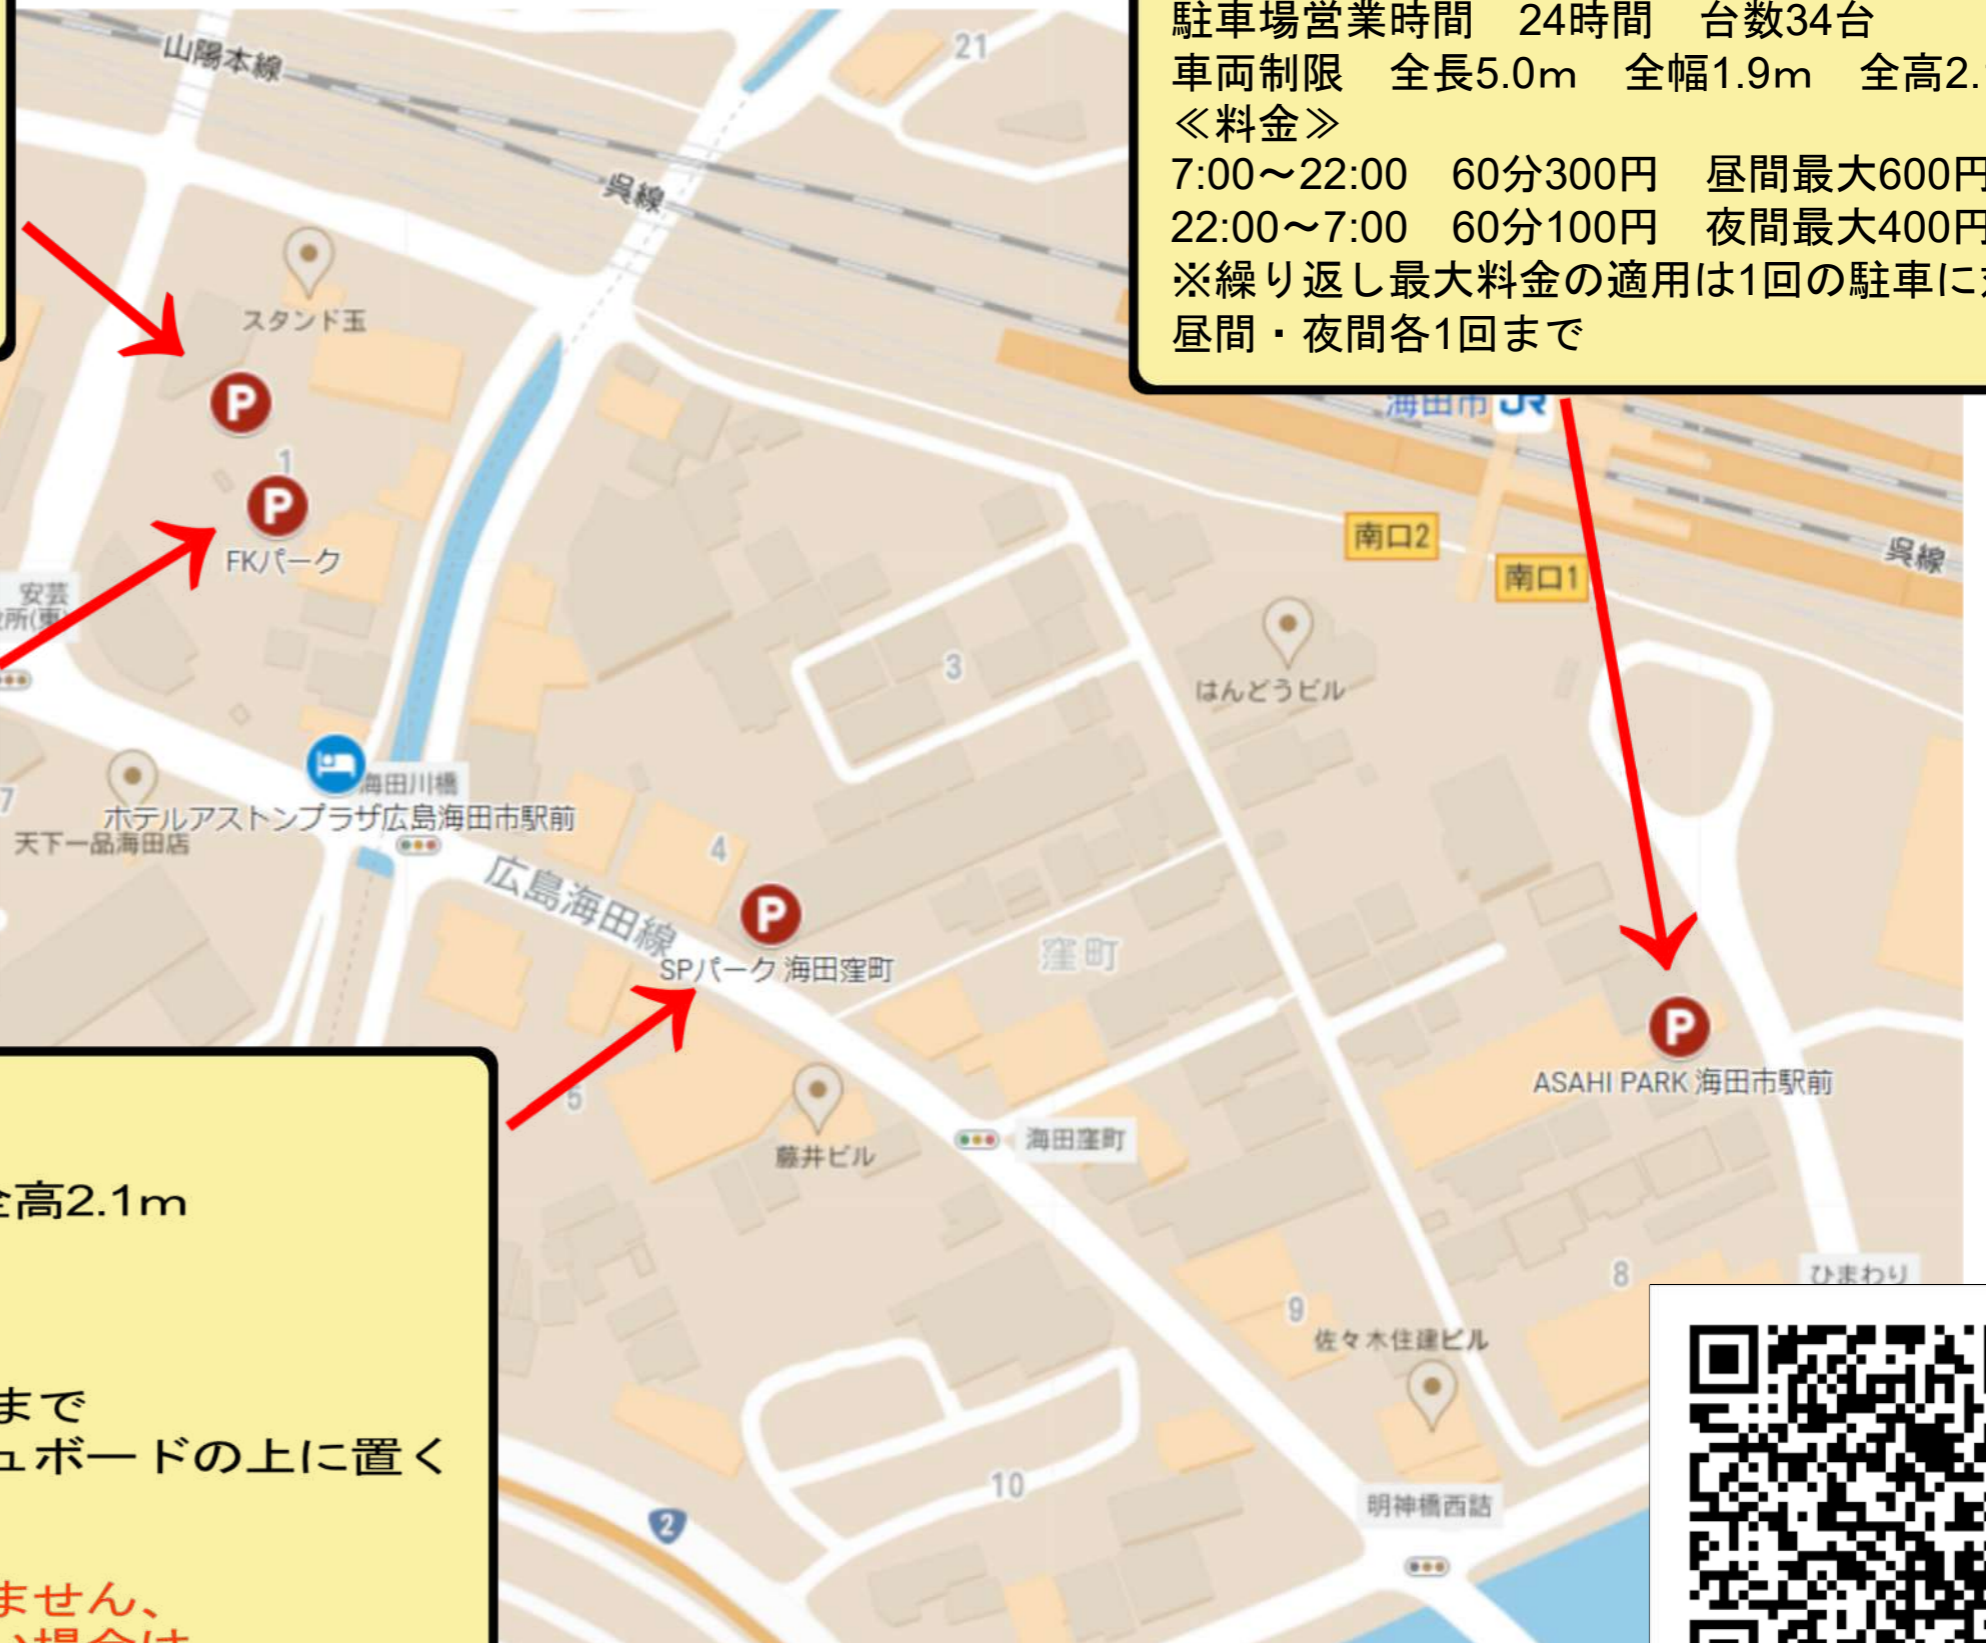 駐車場営業時間　24時間　台数34台
車両制限　全長5.0m　全幅1.9m　全高2.
≪料金≫
7:00～22:00　60分300円　昼間最大600円
22:00～7:00　60分100円　夜間最大400円
※繰り返し最大料金の適用は1回の駐車に
昼間・夜間各1回まで
山陽本線
21
呉線
スタンド玉
海田市 JR
P
1
P
FKパーク
南口2
南口1
呉線
安芸
所(東)
3
はんどうビル
7
海田川橋
ホテルアストンプラザ広島海田市駅前
天下一品海田店
4
広島海田線
P
SPパーク 海田窪町
窪町
P
ASAHI PARK 海田市駅前
5
藤井ビル
海田窪町
全高2.1m
8
ひまわり
9
佐々木住建ビル
まで
ュボードの上に置く
10
明神橋西詰
2
ません、
い場合は